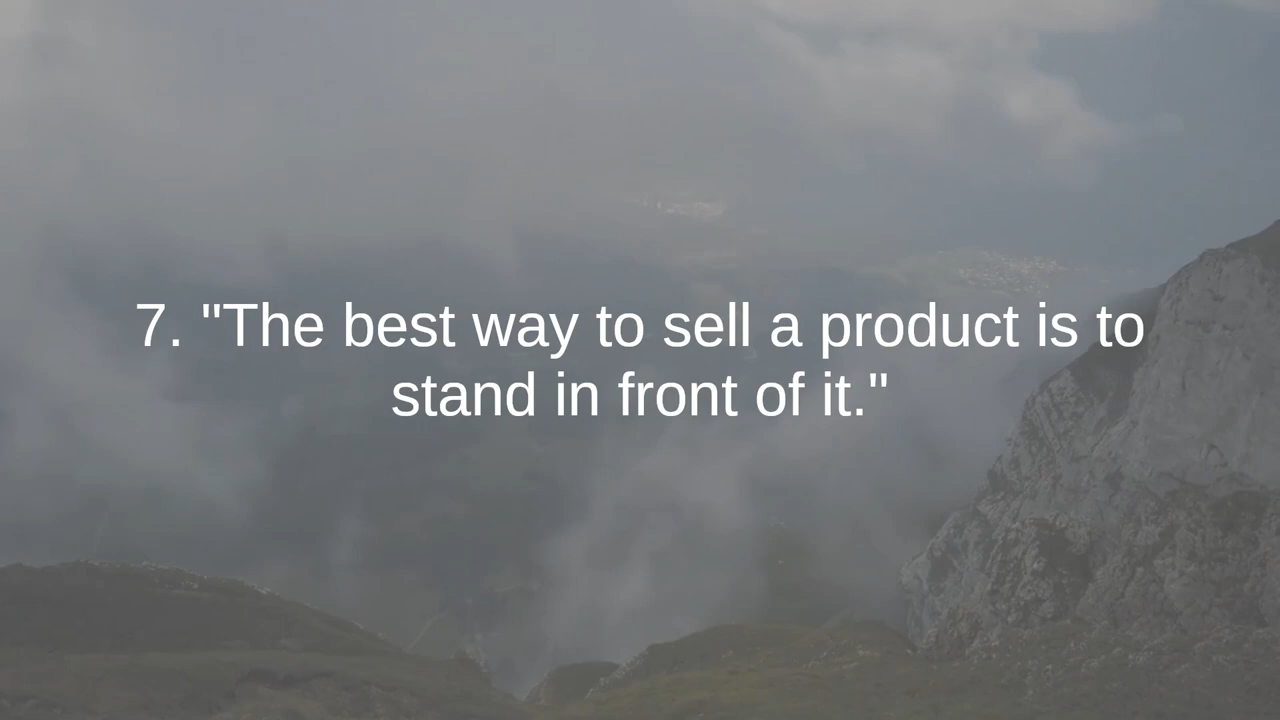 7. "The best way to sell a product is to
stand in front of it."